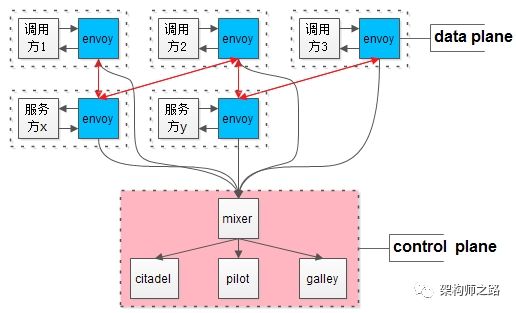 调用
方1
envoy
调用
方2
envoy
调用
方3
envoy
data plane
服务
方x
envoy
服务
方y
envoy
mixer
control plane
citadel
pilot
galley
架构师之路